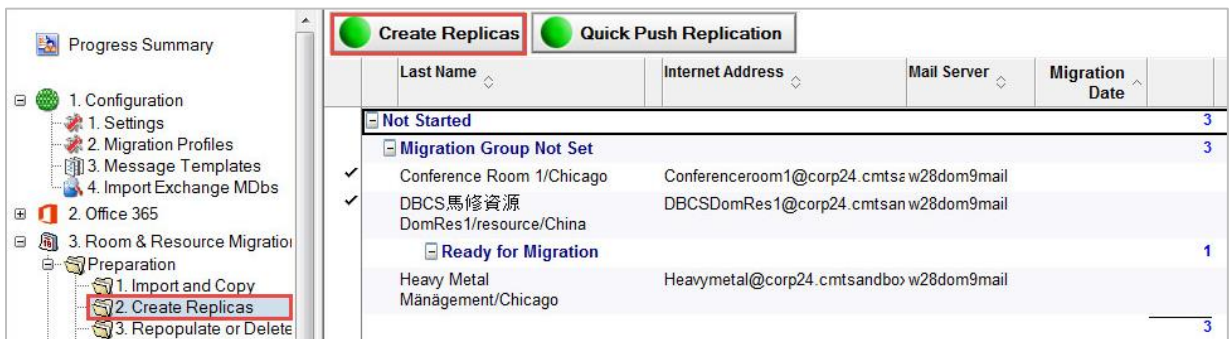 Progress Summary
1. Configuration
1. Settings
2. Migration Profiles
3. Message Templates
4. Import Exchange MDbs
2. Office 365
3. Room & Resource Migration
Preparation
1. Import and Copy
2. Create Replicas
3. Repopulate or Delete
Create Replicas Quick Push Replication
Last Name Internet Address Mail Server Migration
Date
Not Started 3
Migration Group Not Set 3
Conference Room 1/Chicago Conferenceroom1@corp24.cmtsa w28dom9mail
DBCS馬修資源 DBCSDomRes1@corp24.cmtsan w28dom9mail
DomRes1/resource/China
Ready for Migration 1
Heavy Metal Heavymetal@corp24.cmtsandbo w28dom9mail
Mänägement/Chicago
3